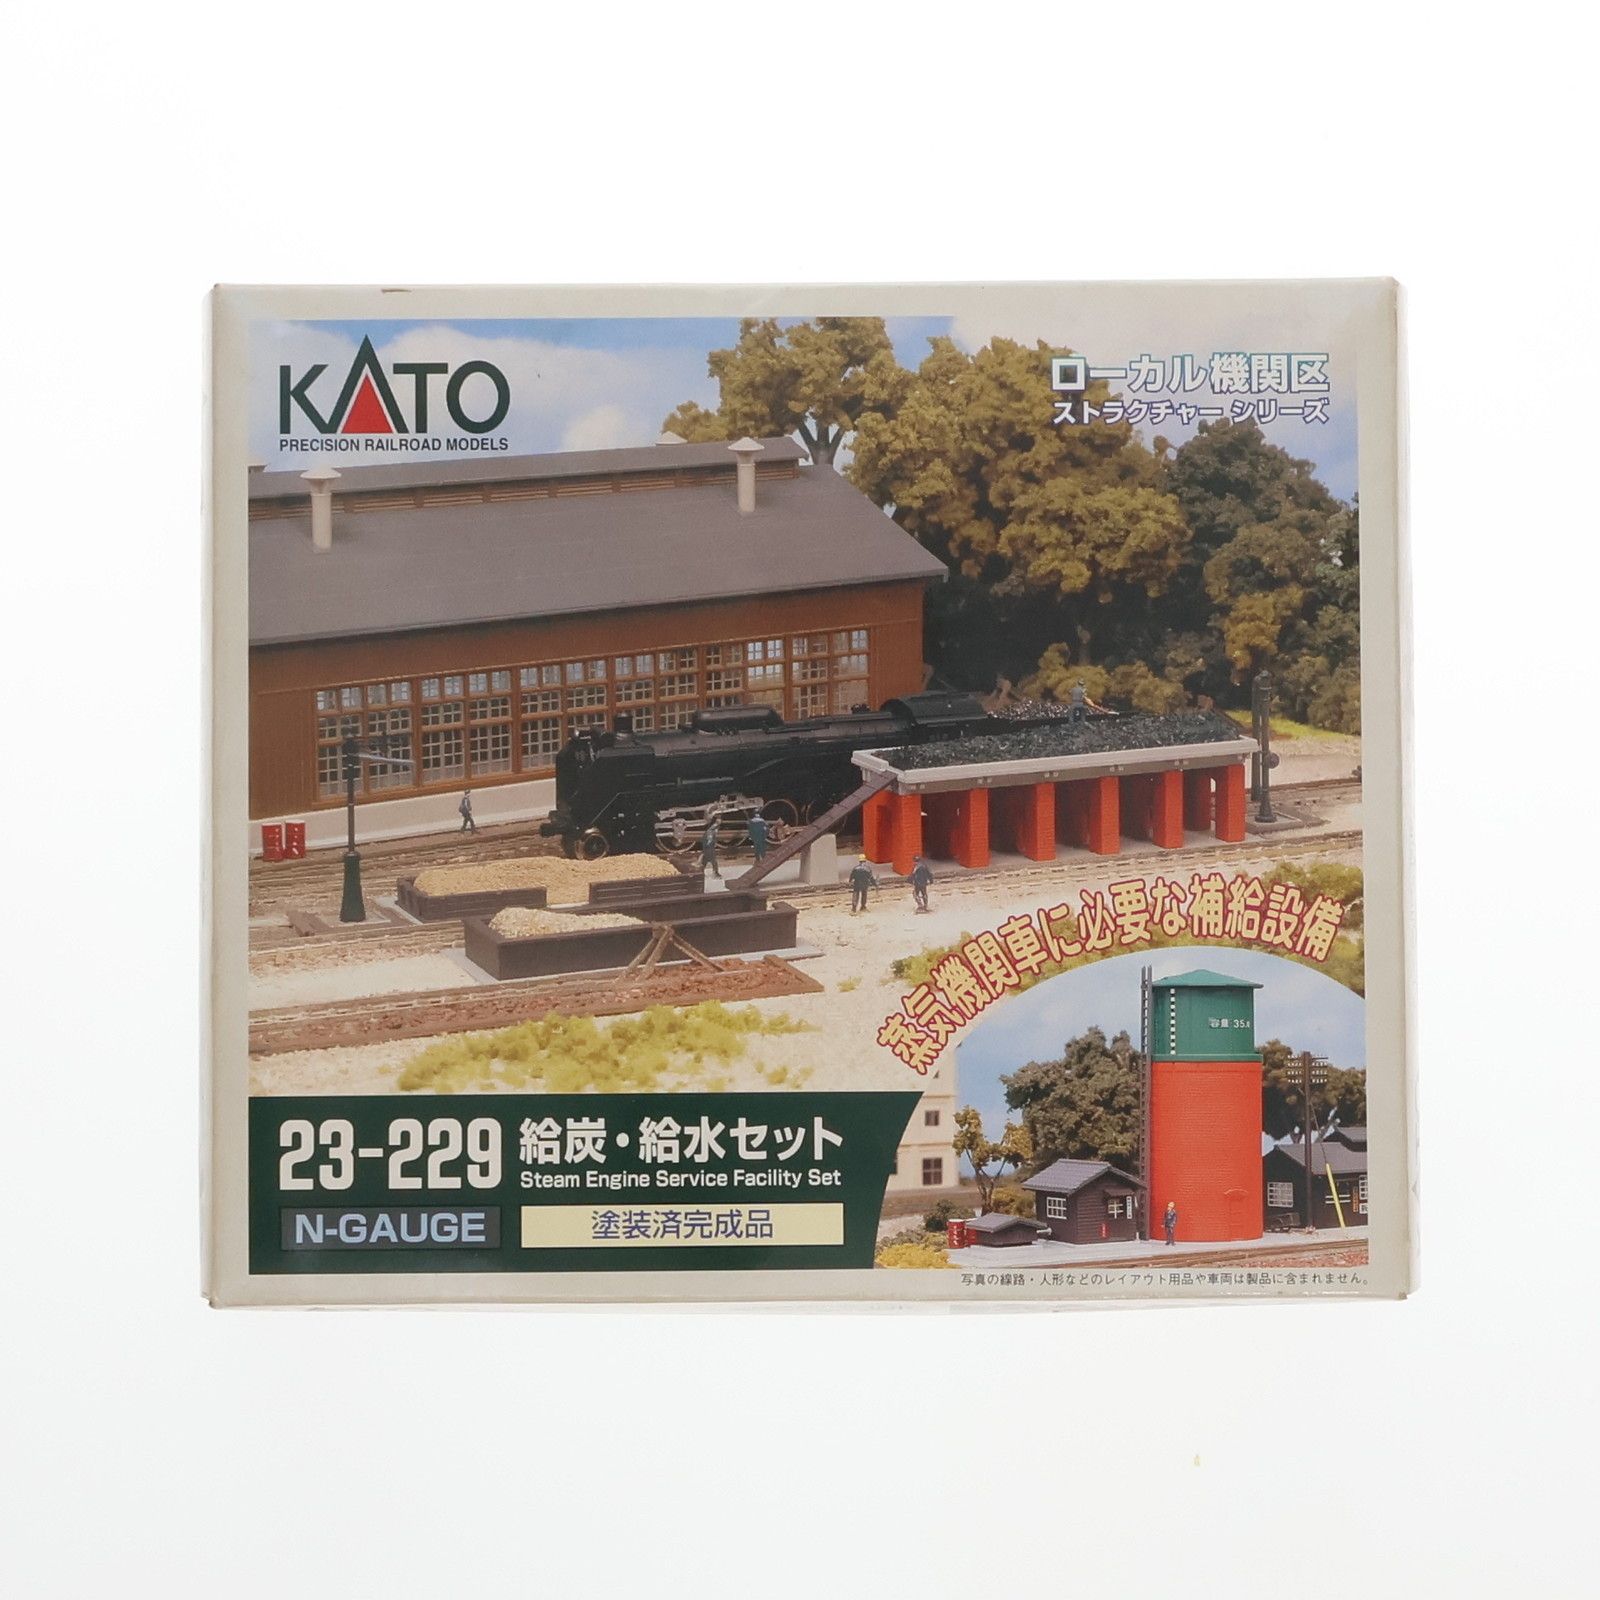 KATO
PRECISION RAILROAD MODELS
ローカル機関区
ストラクチャー シリーズ
蒸気機関車に必要な補給設備
容量 35.0
23-229
給炭・給水セット
Steam Engine Service Facility Set
N-GAUGE
塗装済完成品
写真の線路・人形などのレイアウト用品や車両は製品に含まれません。